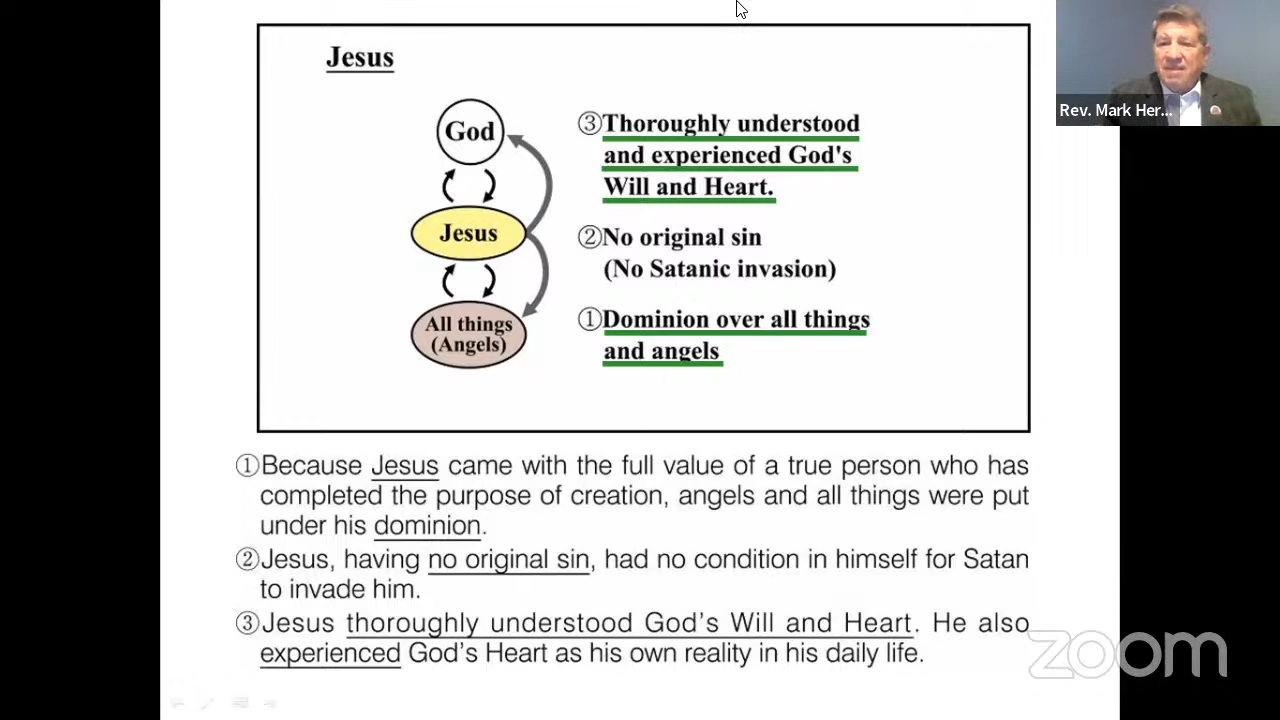 Jesus
God
Jesus
All things
(Angels)
③Thoroughly understood
and experienced God's
Will and Heart.
②No original sin
(No Satanic invasion)
①Dominion over all things
and angels
Rev. Mark Her...
①Because Jesus came with the full value of a true person who has
completed the purpose of creation, angels and all things were put
under his dominion.
②Jesus, having no original sin, had no condition in himself for Satan
to invade him.
③Jesus thoroughly understood God's Will and Heart. He also
experienced God's Heart as his own reality in his daily life.
zoom